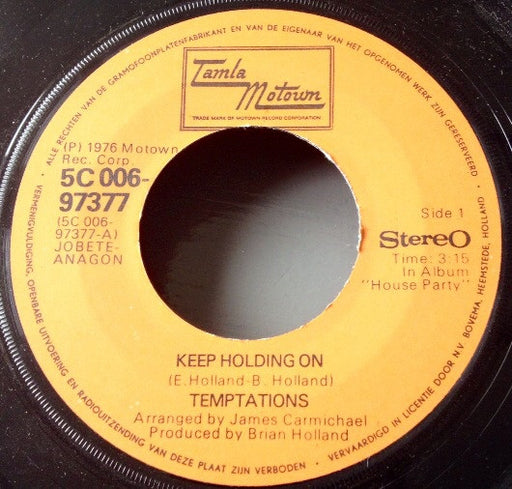 ALLE RECHTEN VAN DE GRAMOFOONPLATENFABRIKANT EN VAN DE EIGENAAR VAN HET OPGENOMEN WERK ZIJN GERESERVEERD
Tamla
Motown
TRADE MARK OF MOTOWN RECORD CORPORATION
(P) 1976 Motown
Rec. Corp.
5C 006-
97377
(5C 006-
97377-A)
JOBETE-
ANAGON
Side 1
StereO
Time: 3:15
In Album
"House Party"
KEEP HOLDING ON
(E. Holland-B. Holland)
TEMPTATIONS
Arranged by James Carmichael
Produced by Brian Holland
· VERMENIGVULDIGING, OPENBARE UITVOERING EN RADIOUITZENDING VAN DEZE PLAAT ZIJN VERBODEN · VERVAARDIGD IN LICENTIE DOOR N.V. BOVEMA, HEEMSTEDE, HOLLAND ·